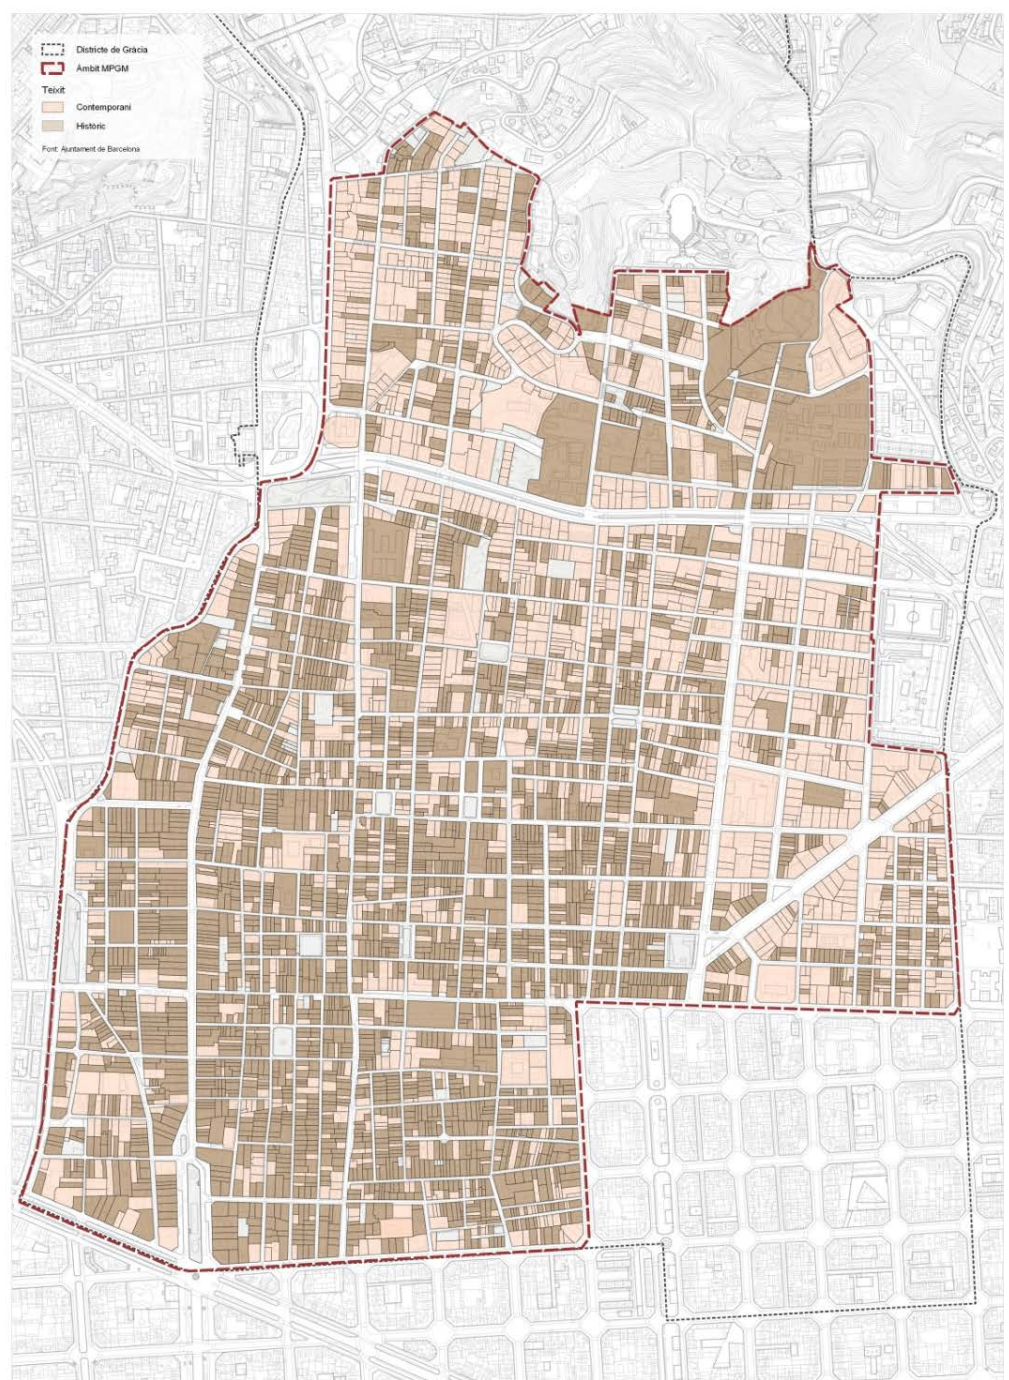 Districte de Gràcia
Àmbit MPGM
Teixit
Contemporani
Històric
Font: Ajuntament de Barcelona